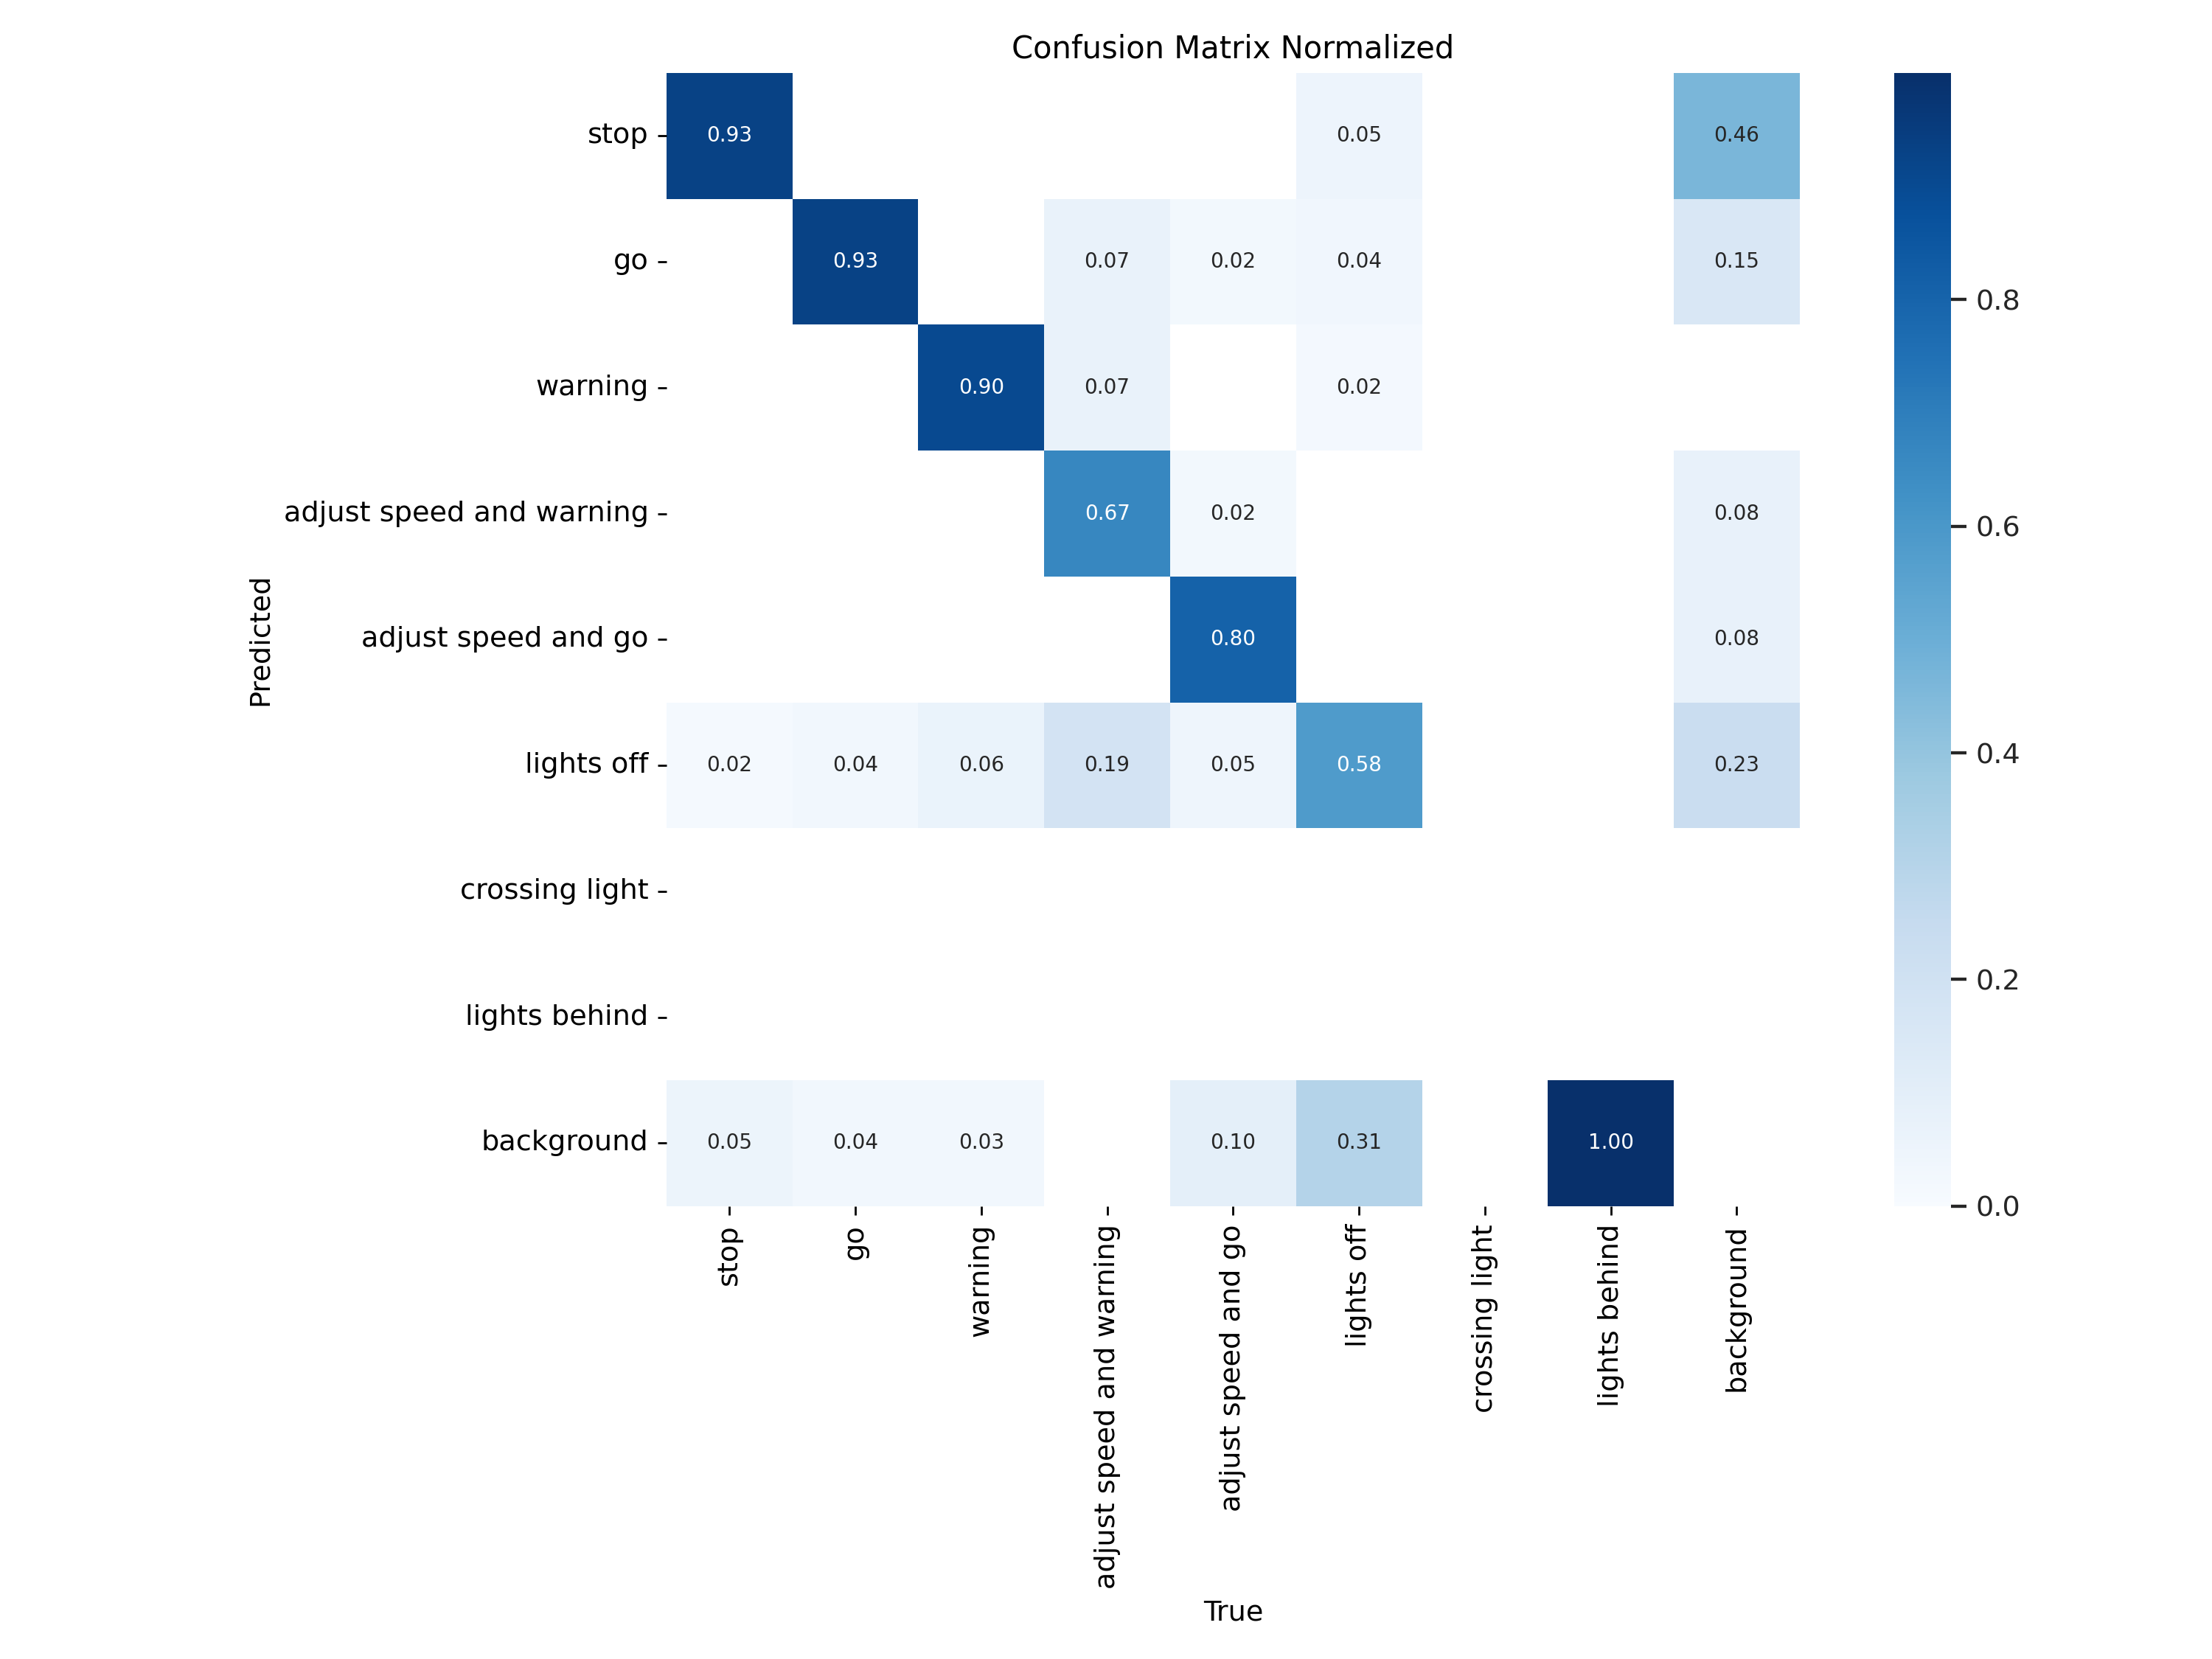 Confusion Matrix Normalized
stop 0.93 0.05 0.46
go 0.93 0.07 0.02 0.04 0.15
warning 0.90 0.07 0.02
adjust speed and warning 0.67 0.02 0.08
adjust speed and go 0.80 0.08
lights off 0.02 0.04 0.06 0.19 0.05 0.58 0.23
crossing light
lights behind
background 0.05 0.04 0.03 0.10 0.31 1.00
Predicted
stop
go
warning
adjust speed and warning
adjust speed and go
lights off
crossing light
lights behind
background
True
0.8
0.6
0.4
0.2
0.0